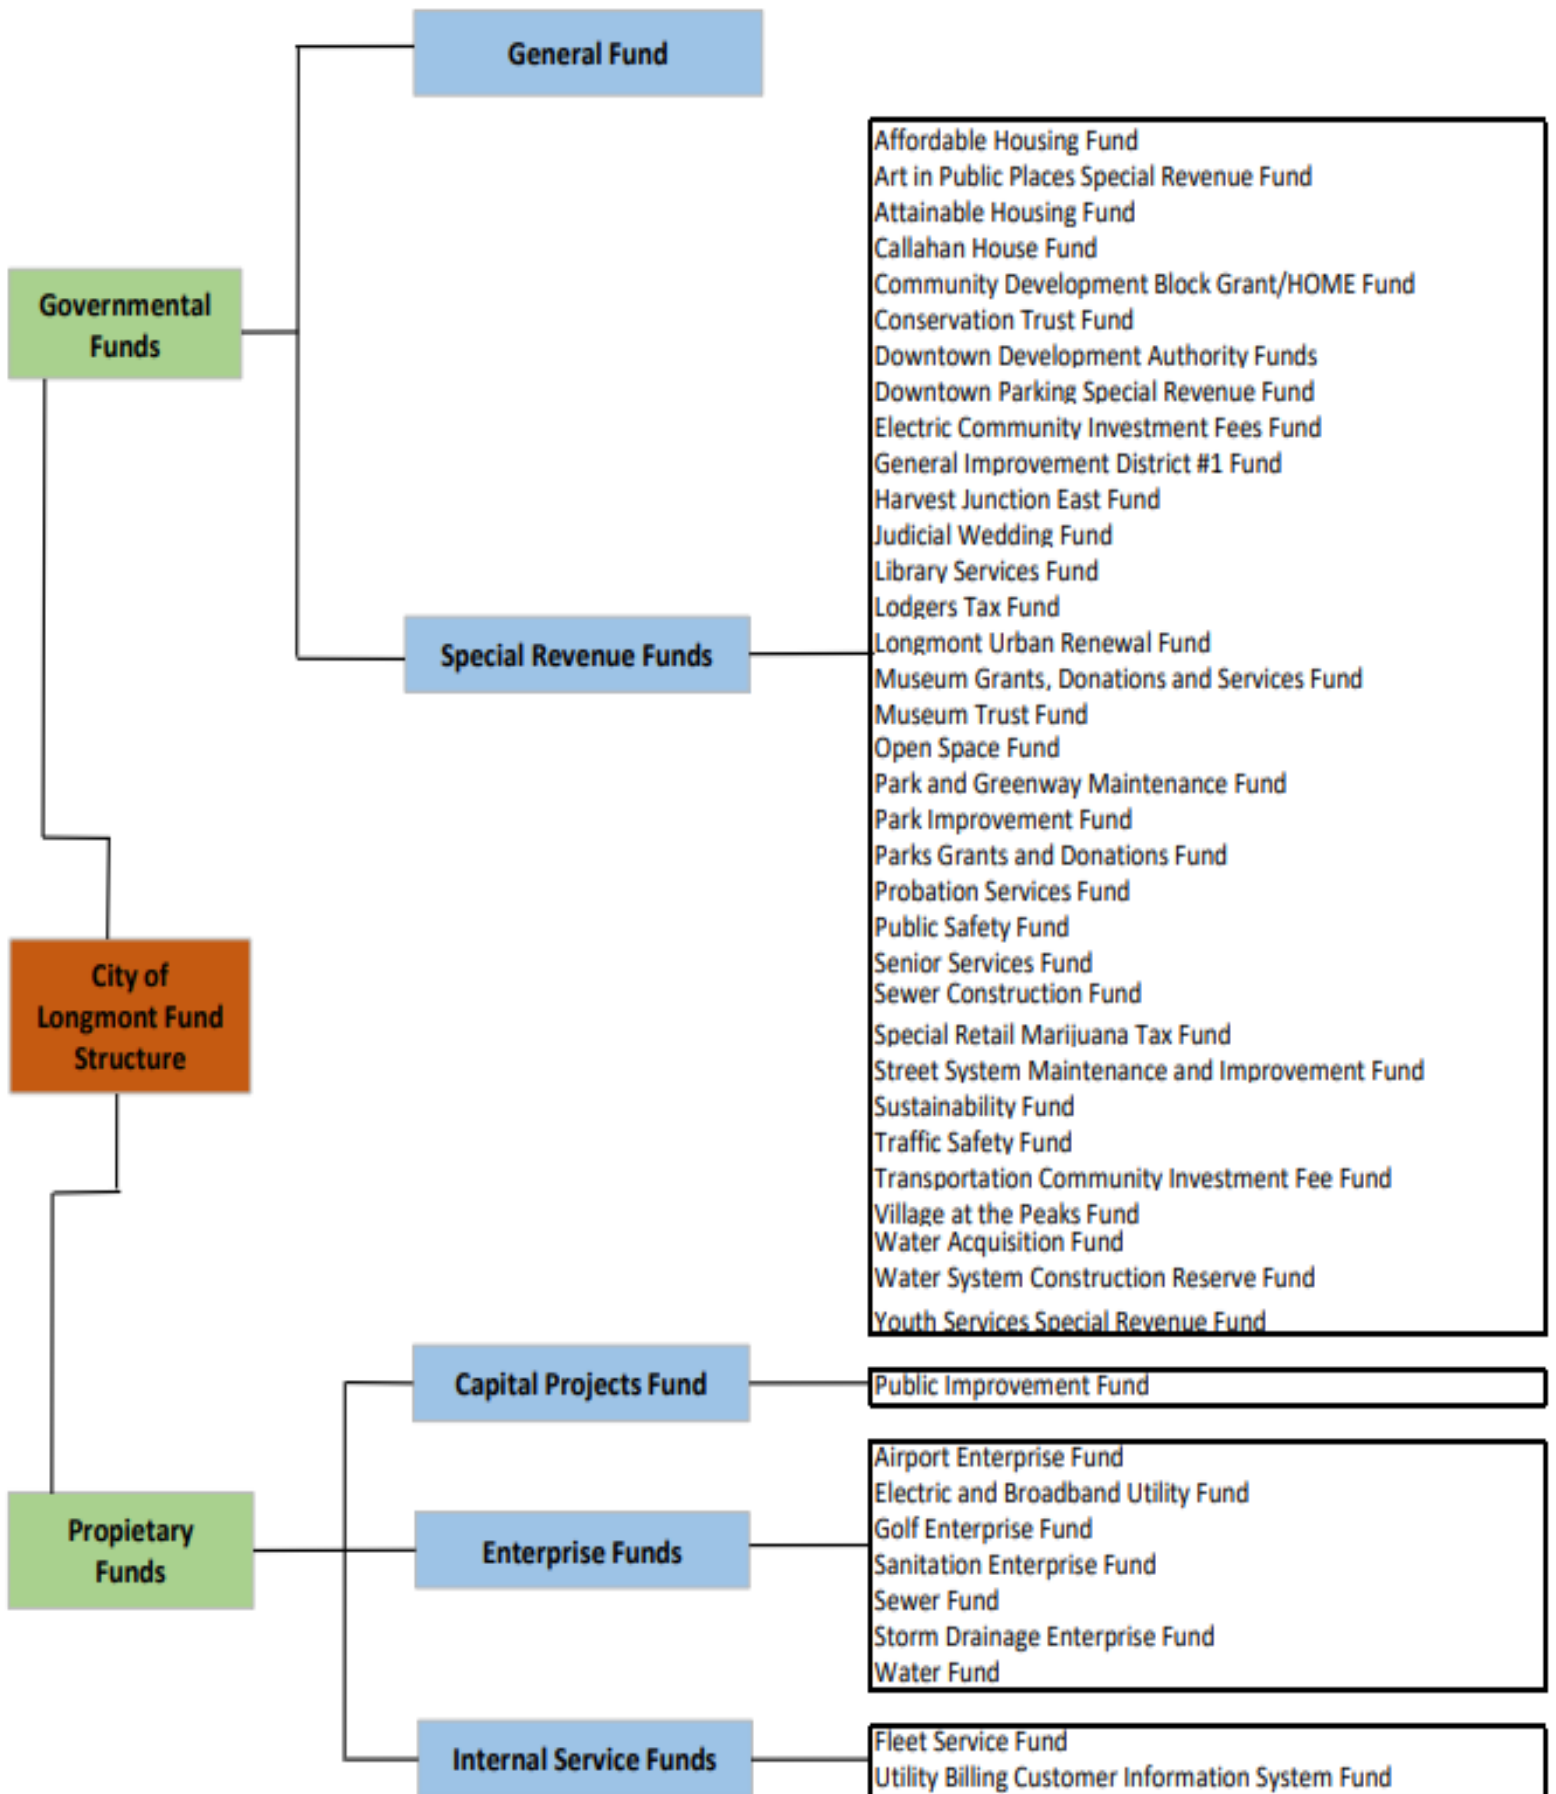 General Fund
Affordable Housing Fund
Art in Public Places Special Revenue Fund
Attainable Housing Fund
Callahan House Fund
Community Development Block Grant/HOME Fund
Conservation Trust Fund
Downtown Development Authority Funds
Downtown Parking Special Revenue Fund
Electric Community Investment Fees Fund
General Improvement District #1 Fund
Harvest Junction East Fund
Judicial Wedding Fund
Library Services Fund
Lodgers Tax Fund
Longmont Urban Renewal Fund
Museum Grants, Donations and Services Fund
Museum Trust Fund
Open Space Fund
Park and Greenway Maintenance Fund
Park Improvement Fund
Parks Grants and Donations Fund
Probation Services Fund
Public Safety Fund
Senior Services Fund
Sewer Construction Fund
Special Retail Marijuana Tax Fund
Street System Maintenance and Improvement Fund
Sustainability Fund
Traffic Safety Fund
Transportation Community Investment Fee Fund
Village at the Peaks Fund
Water Acquisition Fund
Water System Construction Reserve Fund
Youth Services Special Revenue Fund
Governmental
Funds
Special Revenue Funds
City of
Longmont Fund
Structure
Capital Projects Fund
Public Improvement Fund
Propietary
Funds
Enterprise Funds
Airport Enterprise Fund
Electric and Broadband Utility Fund
Golf Enterprise Fund
Sanitation Enterprise Fund
Sewer Fund
Storm Drainage Enterprise Fund
Water Fund
Internal Service Funds
Fleet Service Fund
Utility Billing Customer Information System Fund